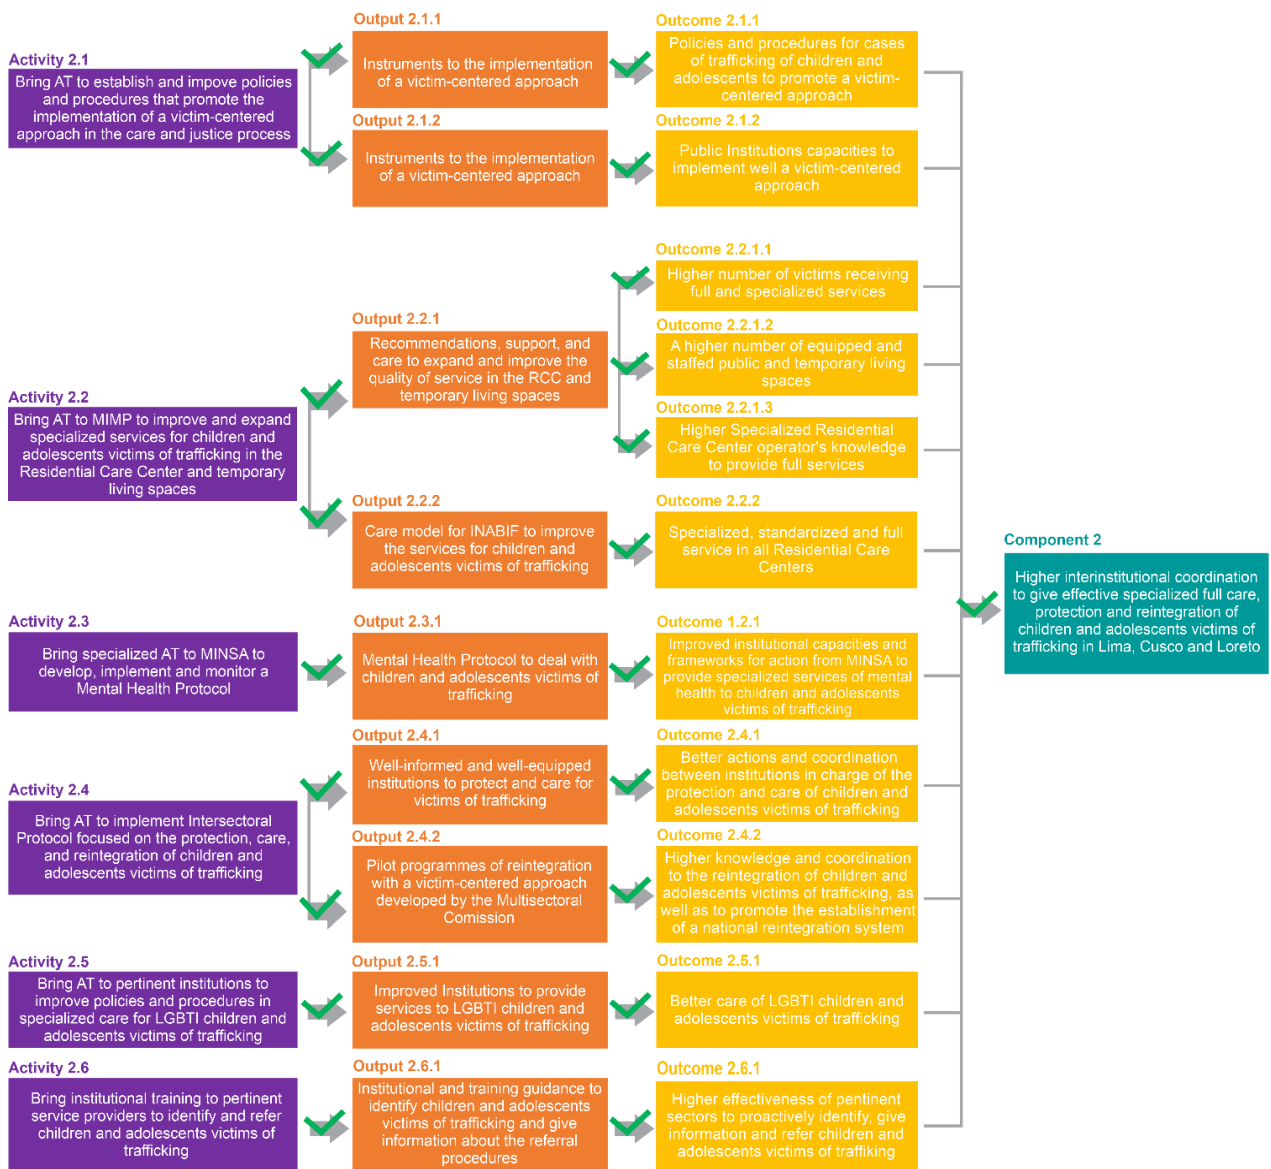 Activity 2.1
Bring AT to establish and impove policies
and procedures that promote the
implementation of a victim-centered
approach in the care and justice process
Output 2.1.1
Instruments to the implementation
of a victim-centered approach
Outcome 2.1.1
Policies and procedures for cases
of trafficking of children and
adolescents to promote a victim-
centered approach
Output 2.1.2
Instruments to the implementation
of a victim-centered approach
Outcome 2.1.2
Public Institutions capacities to
implement well a victim-centered
approach
Activity 2.2
Bring AT to MIMP to improve and expand
specialized services for children and
adolescents victims of trafficking in the
Residential Care Center and temporary
living spaces
Output 2.2.1
Recommendations, support, and
care to expand and improve the
quality of service in the RCC and
temporary living spaces
Outcome 2.2.1.1
Higher number of victims receiving
full and specialized services
Outcome 2.2.1.2
A higher number of equipped and
staffed public and temporary living
spaces
Outcome 2.2.1.3
Higher Specialized Residential
Care Center operator's knowledge
to provide full services
Output 2.2.2
Care model for INABIF to improve
the services for children and
adolescents victims of trafficking
Outcome 2.2.2
Specialized, standardized and full
service in all Residential Care
Centers
Activity 2.3
Bring specialized AT to MINSA to
develop, implement and monitor a
Mental Health Protocol
Output 2.3.1
Mental Health Protocol to deal with
children and adolescents victims of
trafficking
Outcome 1.2.1
Improved institutional capacities and
frameworks for action from MINSA to
provide specialized services of mental
health to children and adolescents
victims of trafficking
Activity 2.4
Bring AT to implement Intersectoral
Protocol focused on the protection, care,
and reintegration of children and
adolescents victims of trafficking
Output 2.4.1
Well-informed and well-equipped
institutions to protect and care for
victims of trafficking
Outcome 2.4.1
Better actions and coordination
between institutions in charge of the
protection and care of children and
adolescents victims of trafficking
Output 2.4.2
Pilot programmes of reintegration
with a victim-centered approach
developed by the Multisectoral
Comission
Outcome 2.4.2
Higher knowledge and coordination
to the reintegration of children and
adolescents victims of trafficking, as
well as to promote the establishment
of a national reintegration system
Activity 2.5
Bring AT to pertinent institutions to
improve policies and procedures in
specialized care for LGBTI children and
adolescents victims of trafficking
Output 2.5.1
Improved Institutions to provide
services to LGBTI children and
adolescents victims of trafficking
Outcome 2.5.1
Better care of LGBTI children and
adolescents victims of trafficking
Activity 2.6
Bring institutional training to pertinent
service providers to identify and refer
children and adolescents victims of
trafficking
Output 2.6.1
Institutional and training guidance to
identify children and adolescents
victims of trafficking and give
information about the referral
procedures
Outcome 2.6.1
Higher effectiveness of pentinent
sectors to proactively identify, give
information and refer children and
adolescents victims of traffiking
Component 2
Higher interinstitutional coordination
to give effective specialized full care,
protection and reintegration of
children and adolescents victims of
trafficking in Lima, Cusco and Loreto